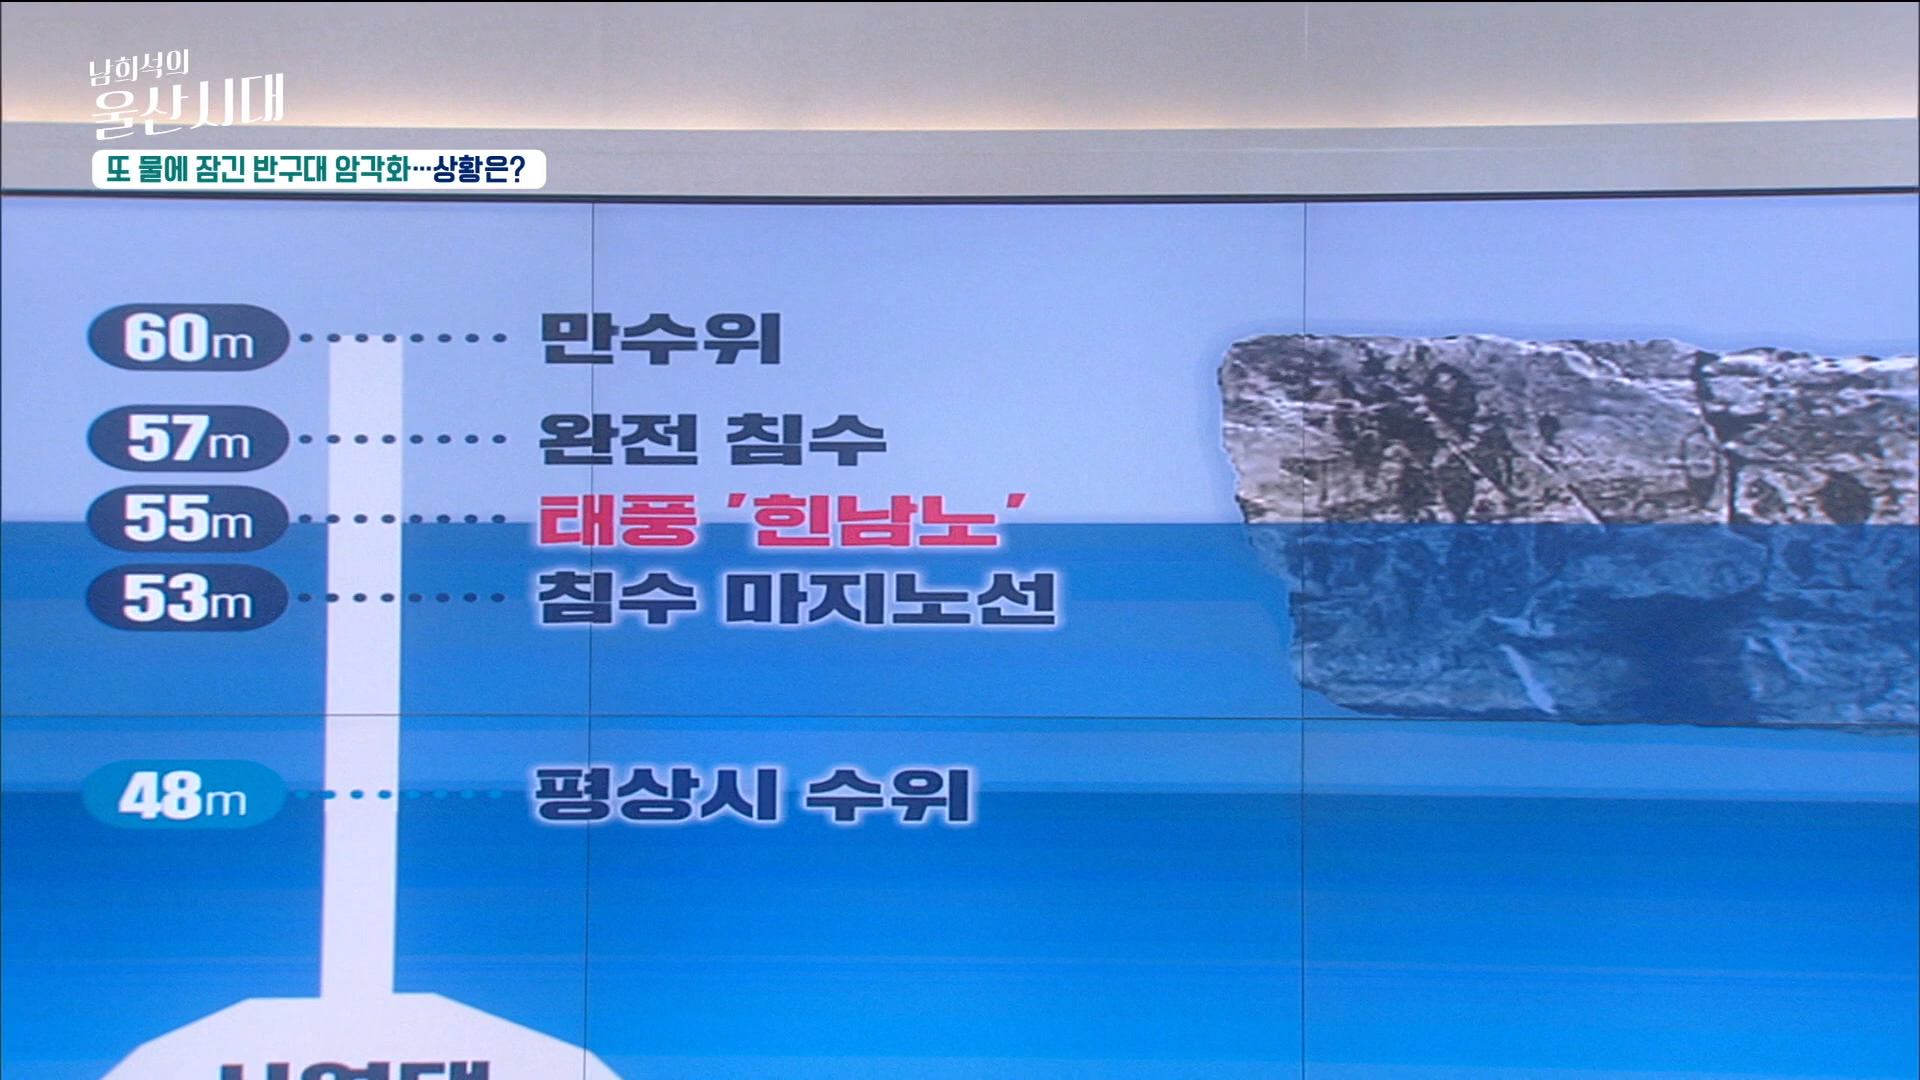 남희석의
울산시대
또 물에 잠긴 반구대 암각화…상황은?
60m 만수위
57m 완전 침수
55m 태풍 '힌남노'
53m 침수 마지노선
48m 평상시 수위